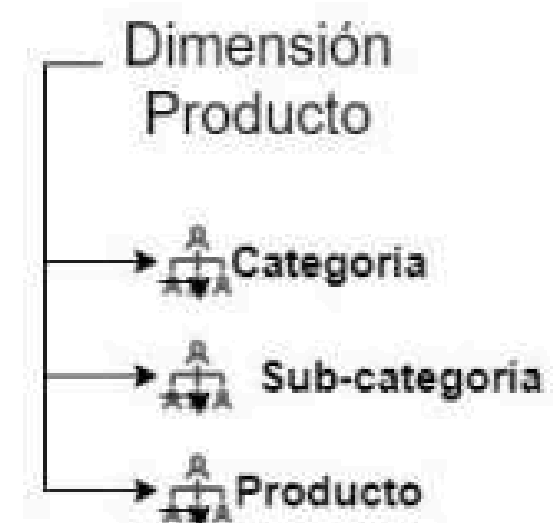 Dimensión
Producto
Categoria
Sub-categoria
Producto